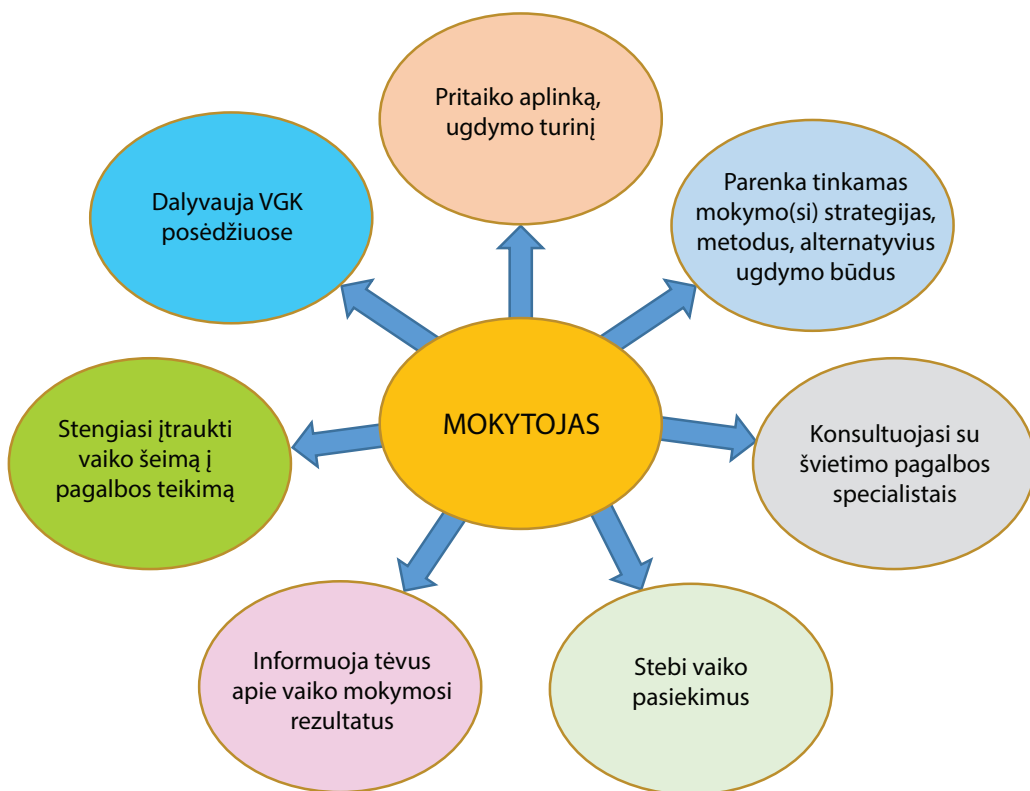 Pritaiko aplinką,
ugdymo turinį
Dalyvauja VGK
posėdžiuose
Parenka tinkamas
mokymo(si) strategijas,
metodus, alternatyvius
ugdymo būdus
MOKYTOJAS
Stengiasi įtraukti
vaiko šeimą į
pagalbos teikimą
Konsultuojasi su
švietimo pagalbos
specialistais
Informuoja tėvus
apie vaiko mokymosi
rezultatus
Stebi vaiko
pasiekimus